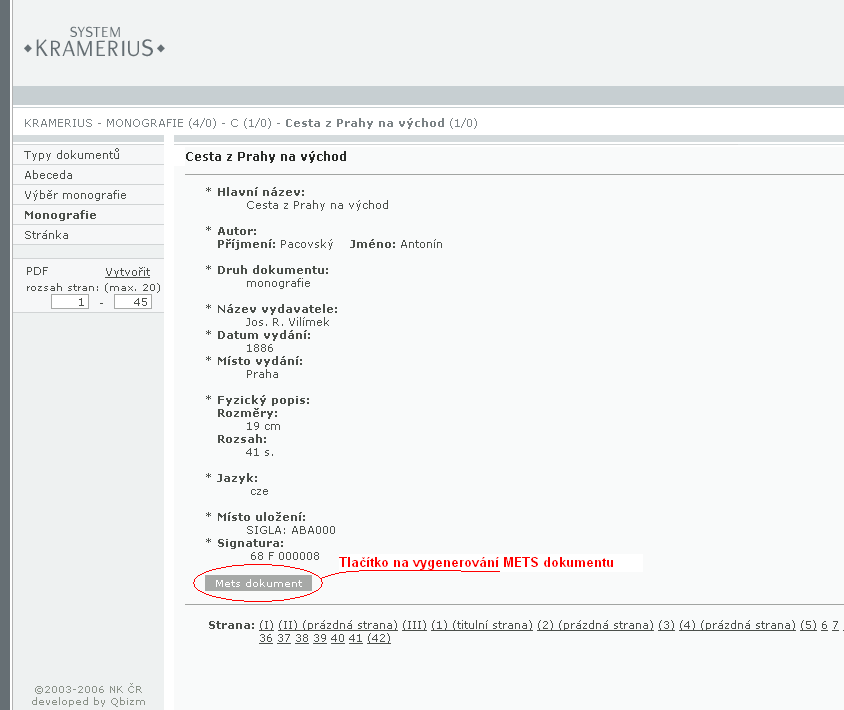 SYSTEM
KRAMERIUS
KRAMERIUS - MONOGRAFIE (4/0) - C (1/0) - Cesta z Prahy na východ (1/0)
Typy dokumentů
Abeceda
Výběr monografie
Monografie
Stránka
PDF Vytvořit
rozsah stran: (max. 20)
1 - 45
Cesta z Prahy na východ
* Hlavní název:
Cesta z Prahy na východ
* Autor:
Příjmení: Pacovský Jméno: Antonín
* Druh dokumentu:
monografie
* Název vydavatele:
Jos. R. Vilímek
* Datum vydání:
1886
* Místo vydání:
Praha
* Fyzický popis:
Rozměry:
19 cm
Rozsah:
41 s.
* Jazyk:
cze
* Místo uložení:
SIGLA: ABA000
* Signatura:
68 F 000008
Tlačítko na vygenerování METS dokumentu
Mets dokument
Strana: (I) (II) (prázdná strana) (III) (1) (titulní strana) (2) (prázdná strana) (3) (4) (prázdná strana) (5) 6 7
36 37 38 39 40 41 (42)
©2003-2006 NK ČR
developed by Qbizm